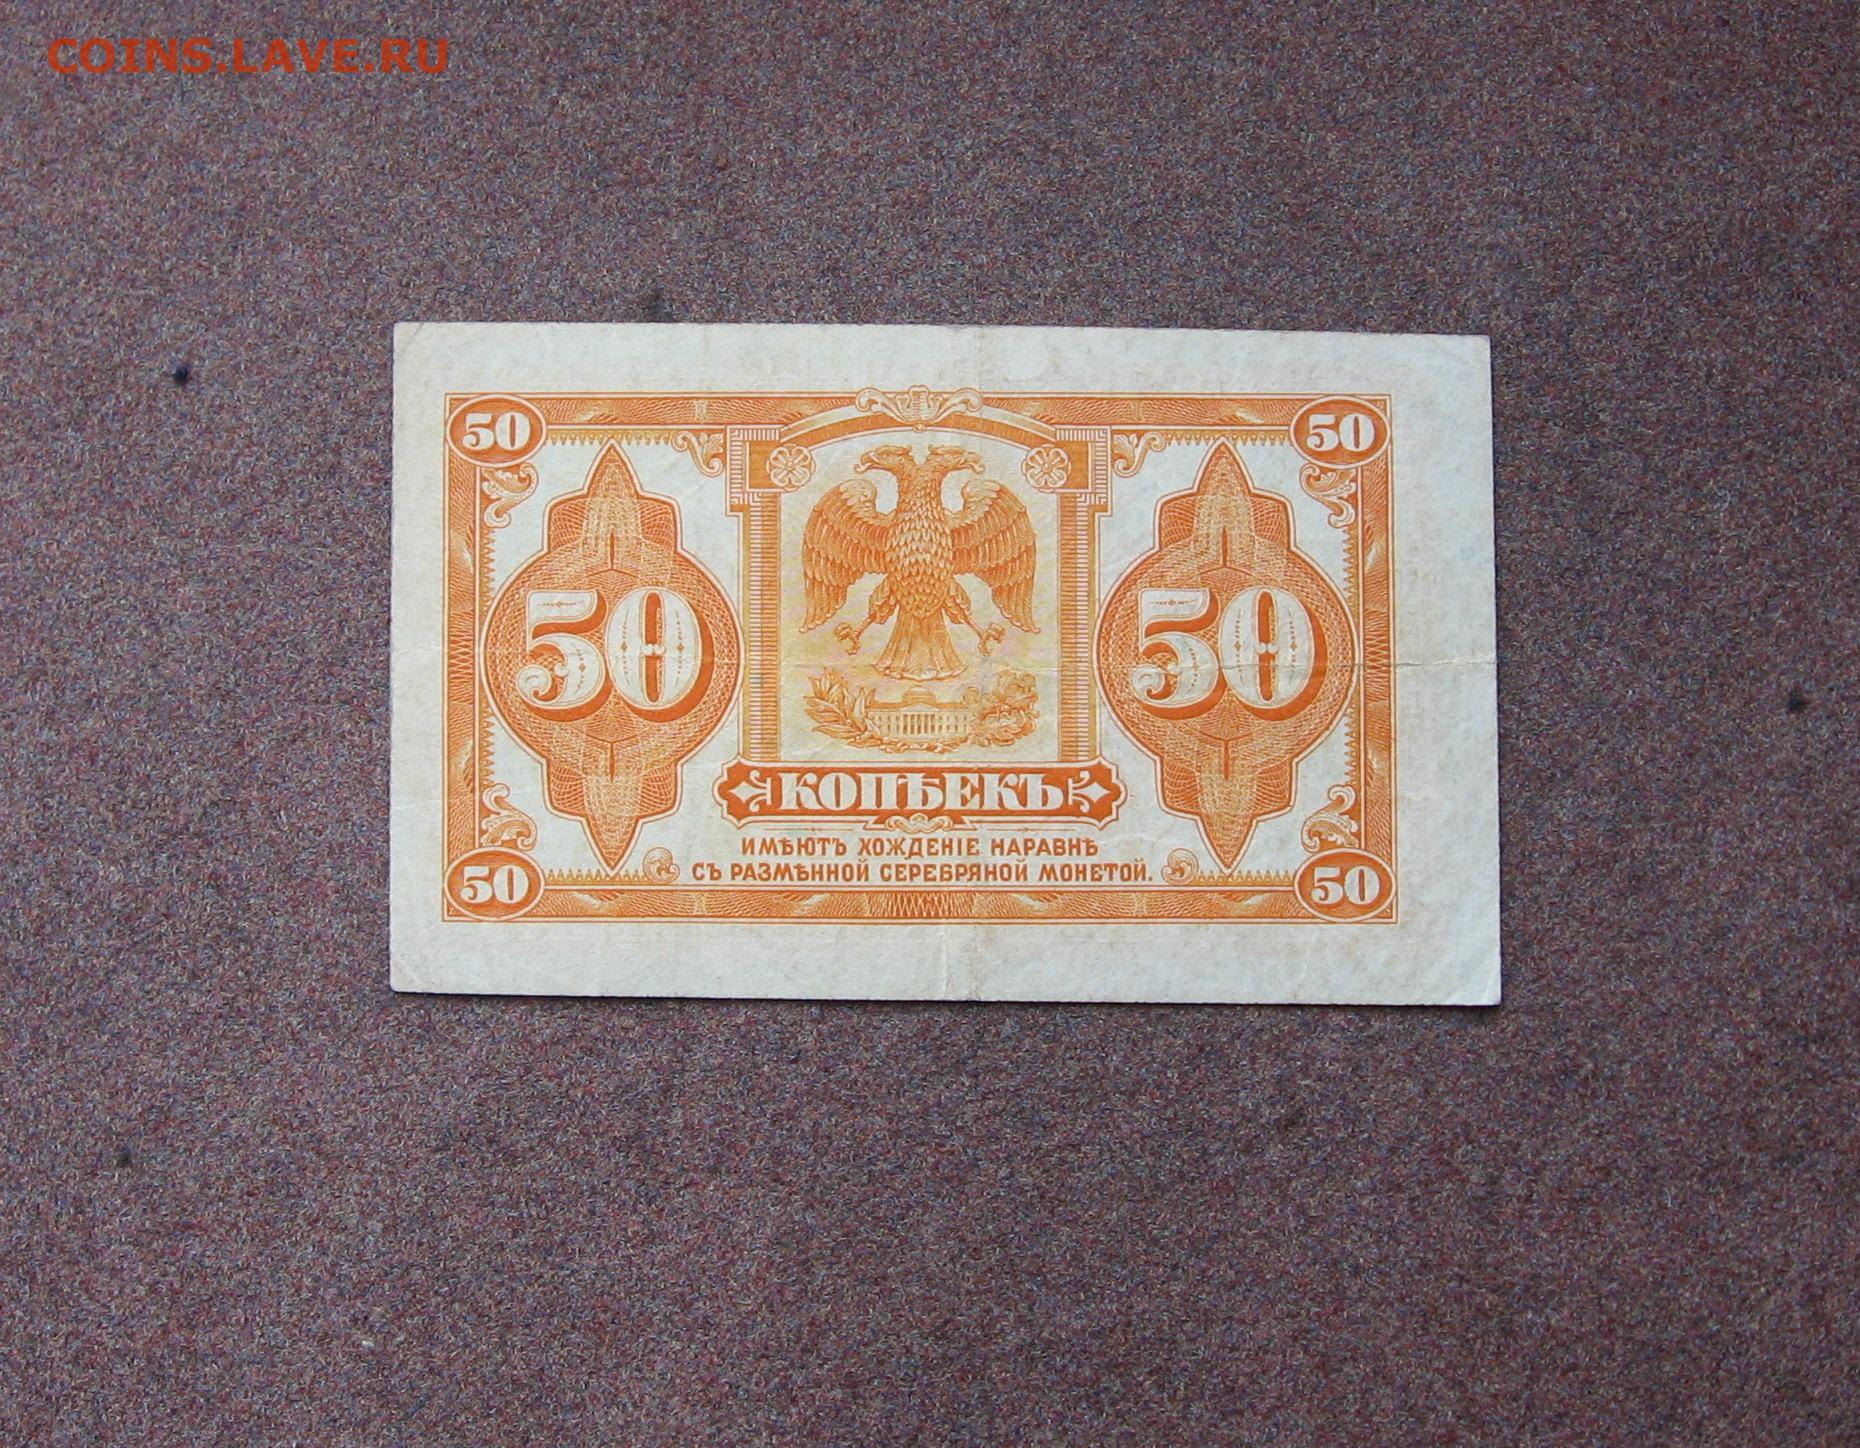 COINS.LAVE.RU
50 50
50 50
КОПѢЕКЪ
ИМѢЮТЪ ХОЖДЕНІЕ НАРАВНѢ
СЪ РАЗМѢННОЙ СЕРЕБРЯНОЙ МОНЕТОЙ.
50 50